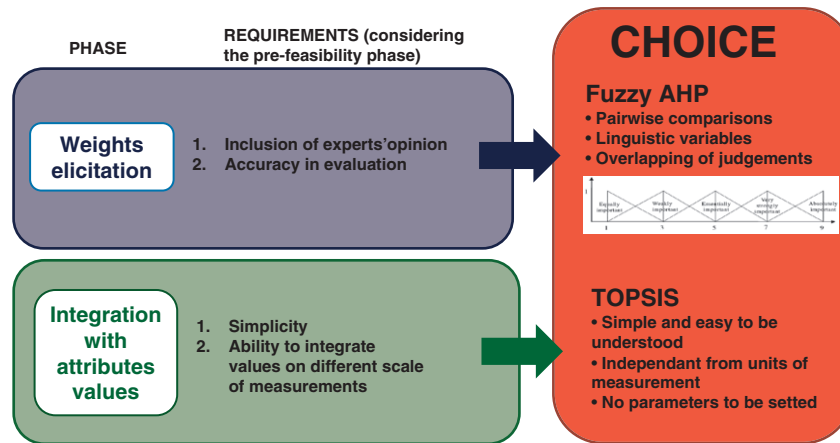 PHASE
REQUIREMENTS (considering
the pre-feasibility phase)
Weights
elicitation
1. Inclusion of experts'opinion
2. Accuracy in evaluation
Integration
with
attributes
values
1. Simplicity
2. Ability to integrate
values on different scale
of measurements
CHOICE
Fuzzy AHP
• Pairwise comparisons
• Linguistic variables
• Overlapping of judgements
1
Equally
important
Weakly
important
Essentially
important
Very
strongly
important
Absolutely
important
1 3 5 7 9
TOPSIS
• Simple and easy to be
understood
• Independant from units of
measurement
• No parameters to be setted